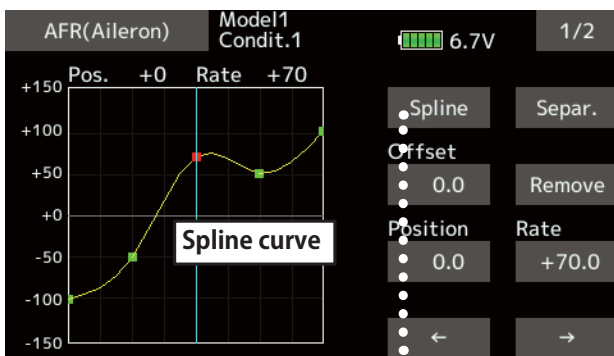 AFR(Aileron)
Model1
Condit.1
6.7V
1/2
Pos. +0 Rate +70
+150
+100
+50
+0
-50
-100
-150
Spline curve
Spline
Separ.
Offset
0.0
Remove
Position
Rate
0.0
+70.0
←
→